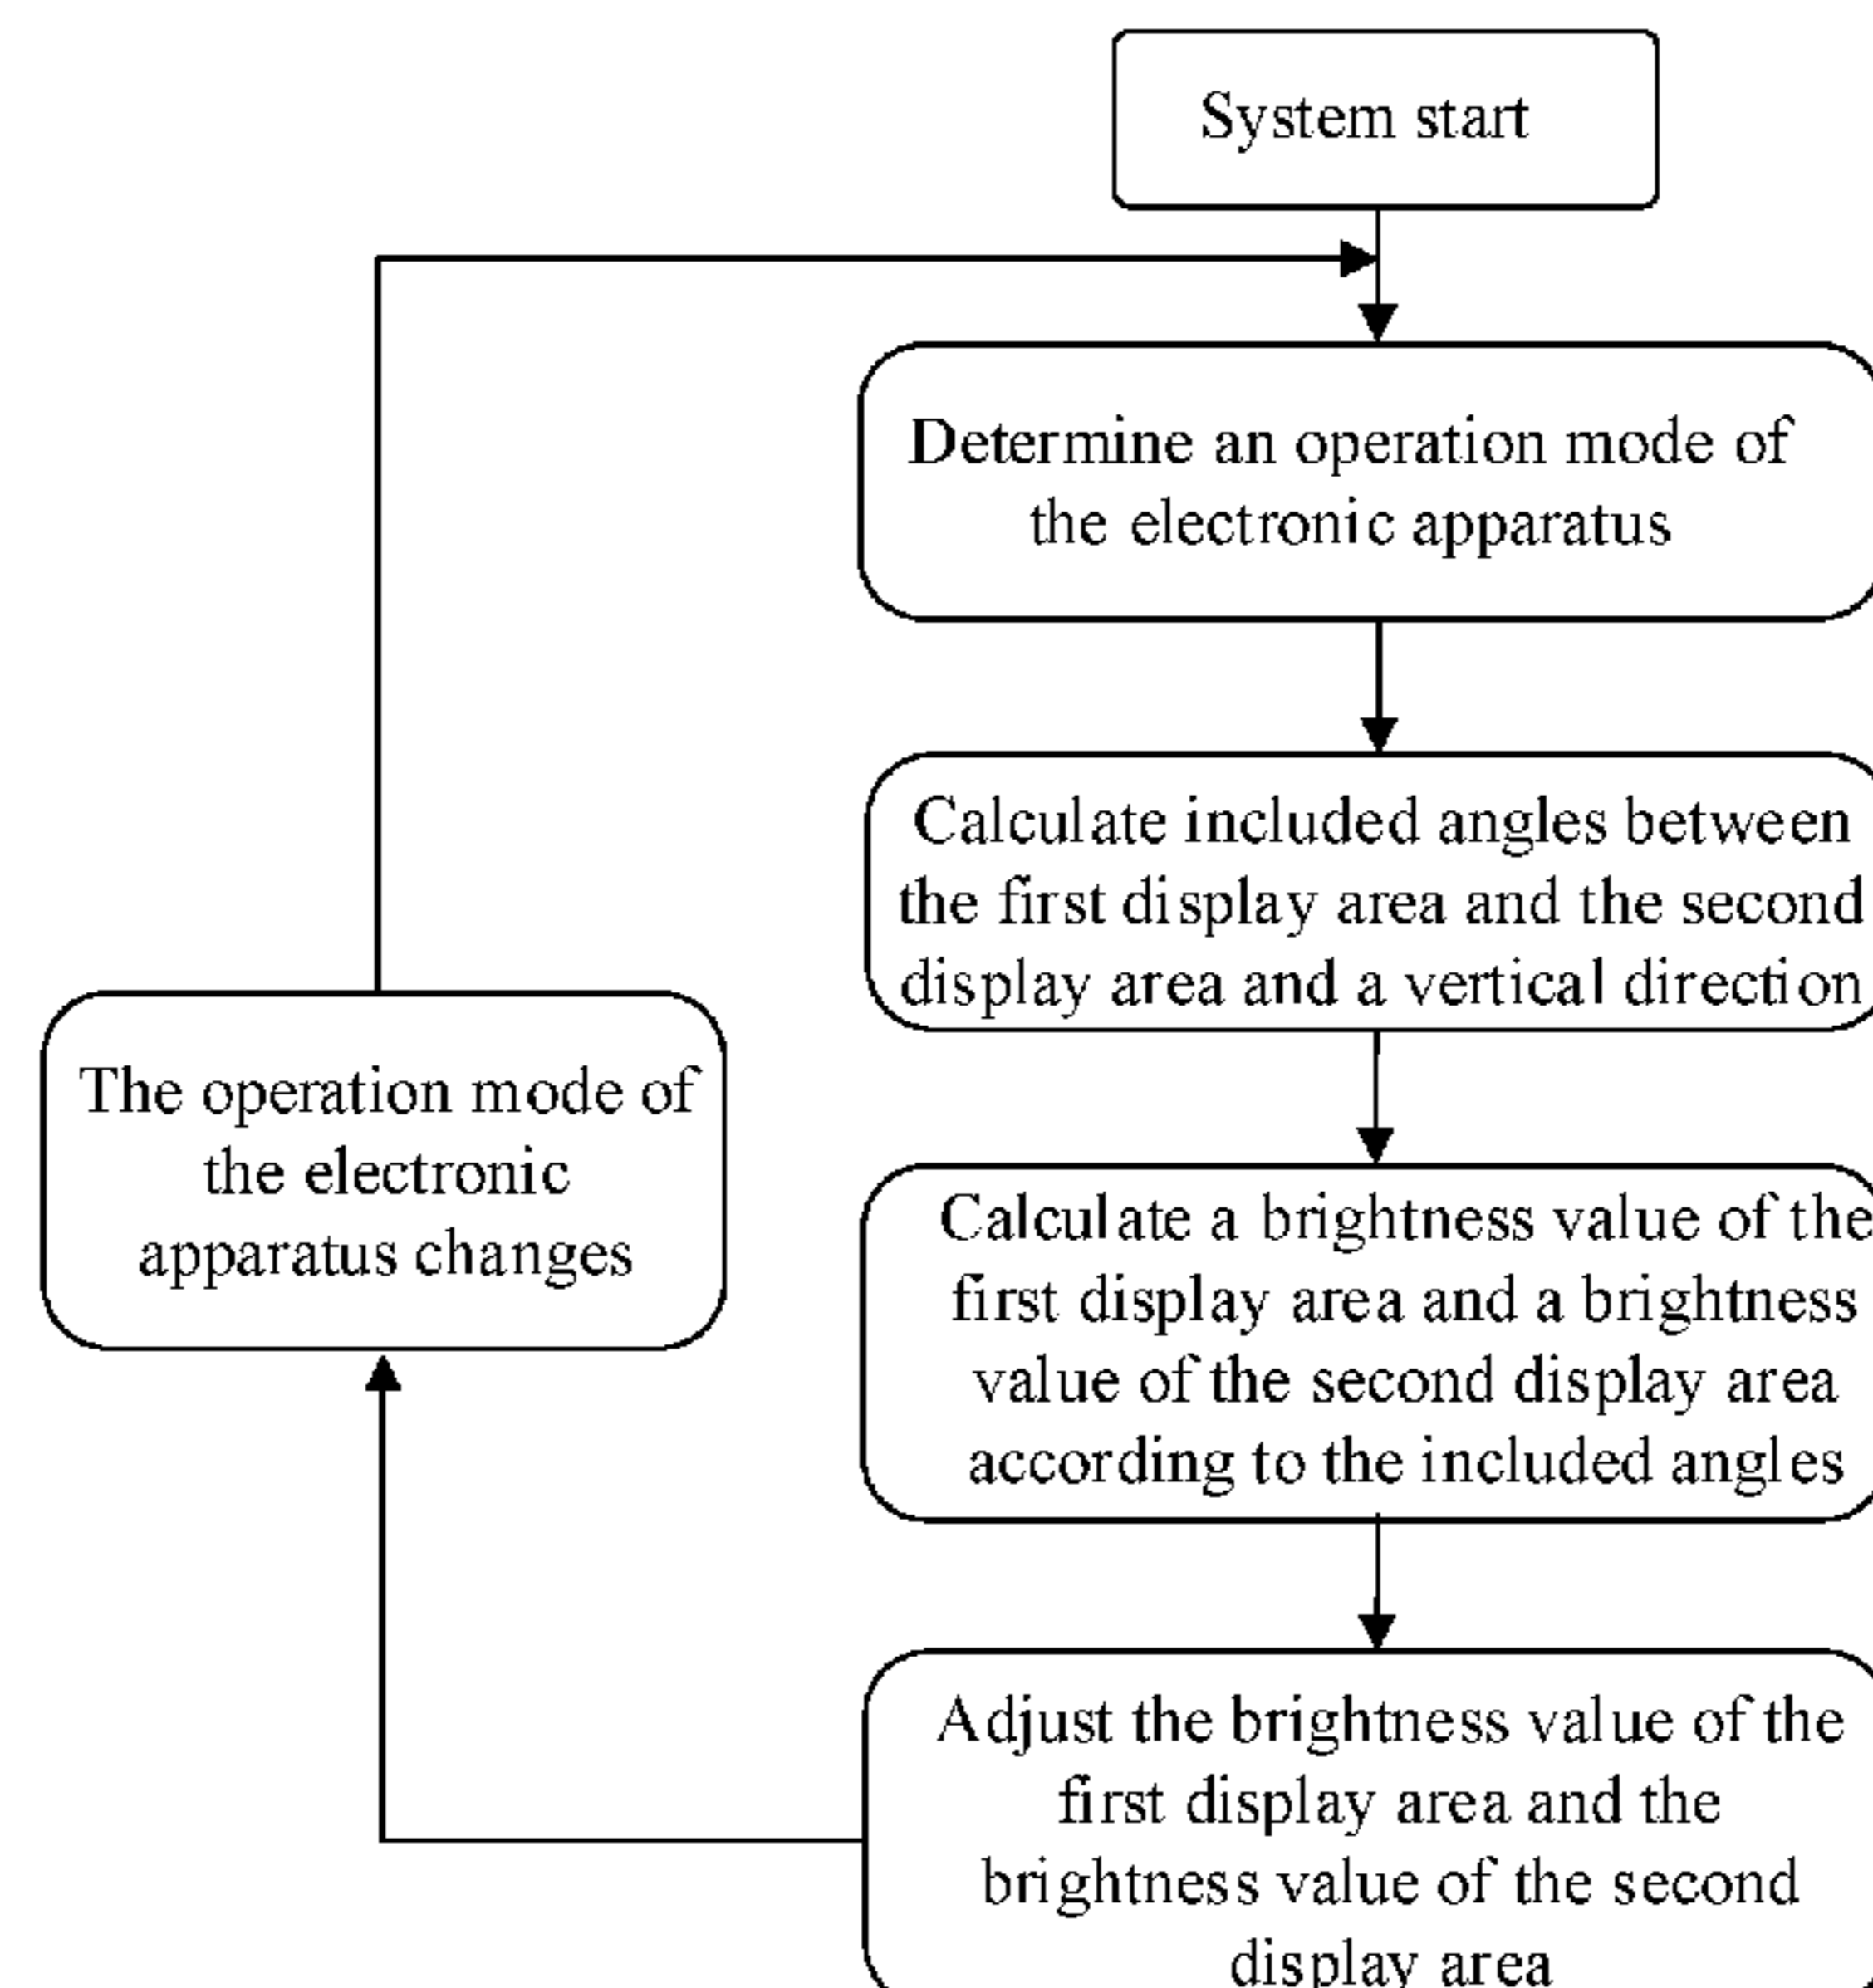 System start
Determine an operation mode of
the electronic apparatus
Calculate included angles between
the first display area and the second
display area and a vertical direction
The operation mode of
the electronic
apparatus changes
Calculate a brightness value of the
first display area and a brightness
value of the second display area
according to the included angles
Adjust the brightness value of the
first display area and the
brightness value of the second
display area